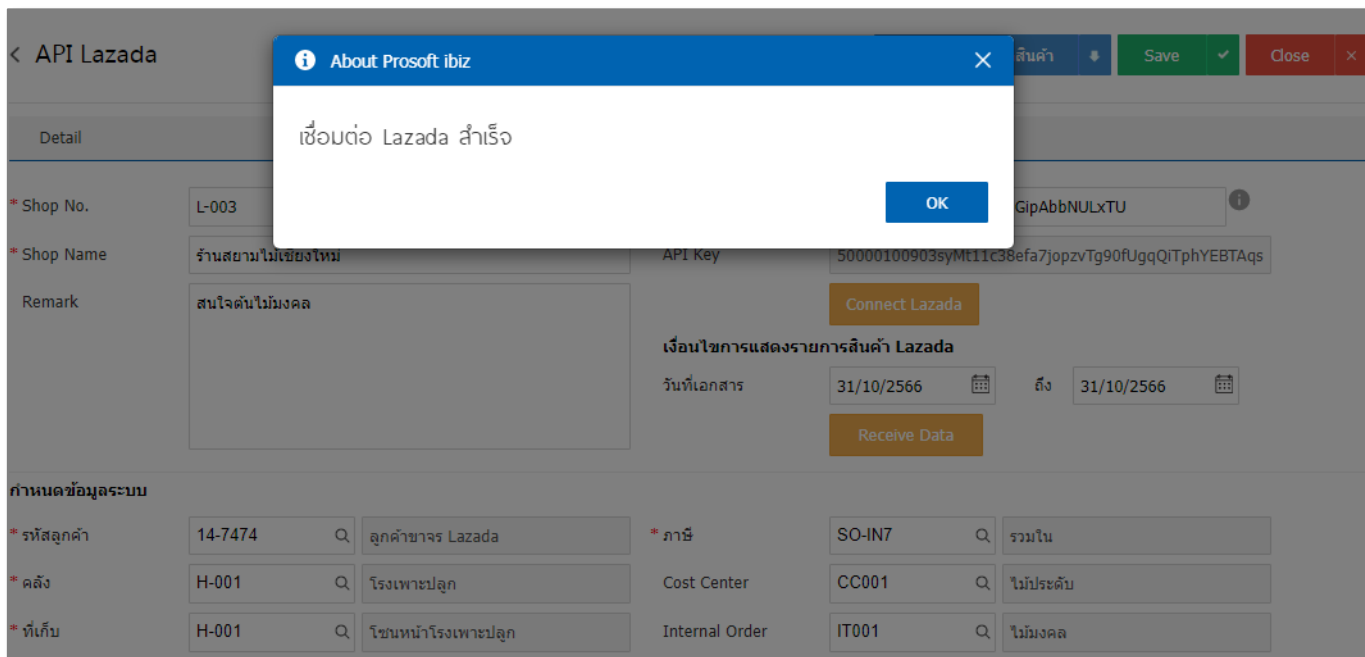 < API Lazada
About Prosoft ibiz
สินค้า
Save
Close
เชื่อมต่อ Lazada สำเร็จ
OK
Detail
* Shop No. L-003 GipAbbNULxTU
* Shop Name ร้านสยามไม้เชียงใหม่ API Key 50000100903syMt11c38efa7jopzvTg90fUgqQiTphYEBTAqs
Remark สนใจต้นไม้มงคล Connect Lazada
เงื่อนไขการแสดงรายการสินค้า Lazada
วันที่เอกสาร 31/10/2566 ถึง 31/10/2566
Receive Data
กำหนดข้อมูลระบบ
* รหัสลูกค้า 14-7474 ลูกค้าขาจร Lazada * ภาษี SO-IN7 รวมใน
* คลัง H-001 โรงเพาะปลูก Cost Center CC001 ไม้ประดับ
* ที่เก็บ H-001 โซนหน้าโรงเพาะปลูก Internal Order IT001 ไม้มงคล